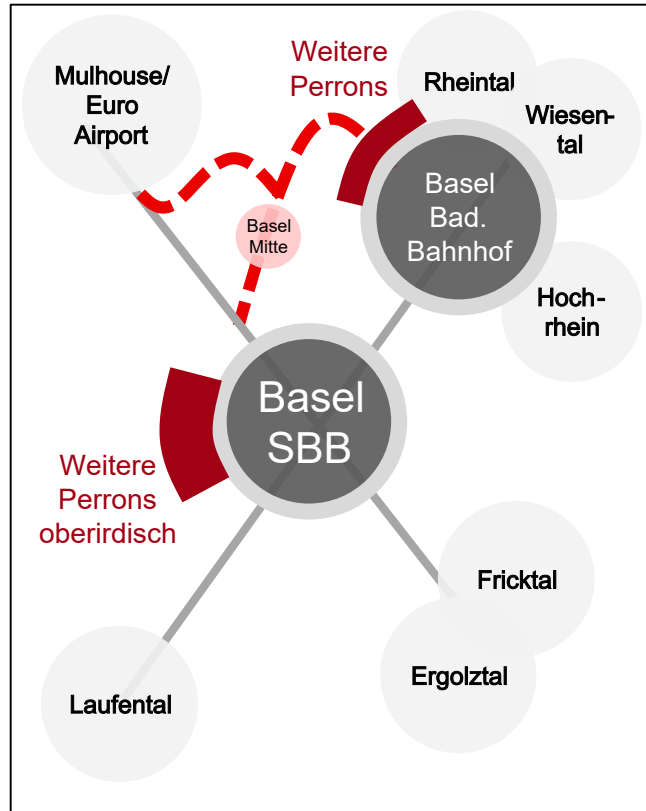 Weitere
Perrons
Mulhouse/
Euro
Airport
Rheintal
Wiesen-
tal
Basel
Bad.
Bahnhof
Basel
Mitte
Hoch-
rhein
Basel
SBB
Weitere
Perrons
oberirdisch
Fricktal
Ergolztal
Laufental